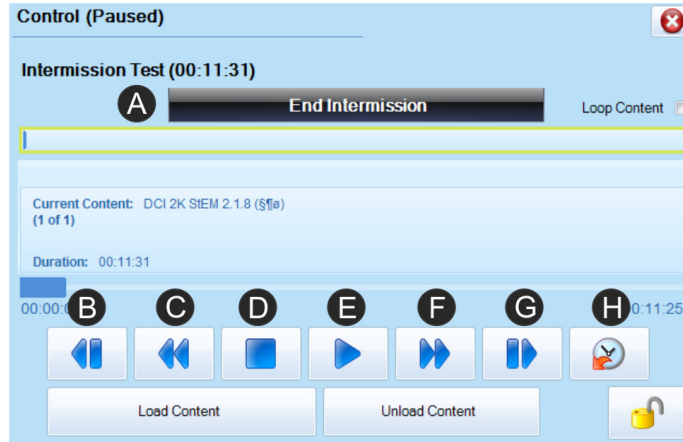 Control (Paused)
Intermission Test (00:11:31)
A
End Intermission
Loop Content
Current Content: DCI 2K StEM 2.1.8 (§¶ø)
(1 of 1)
Duration: 00:11:31
B C D E F G H
00:00:
0:11:25
Load Content
Unload Content